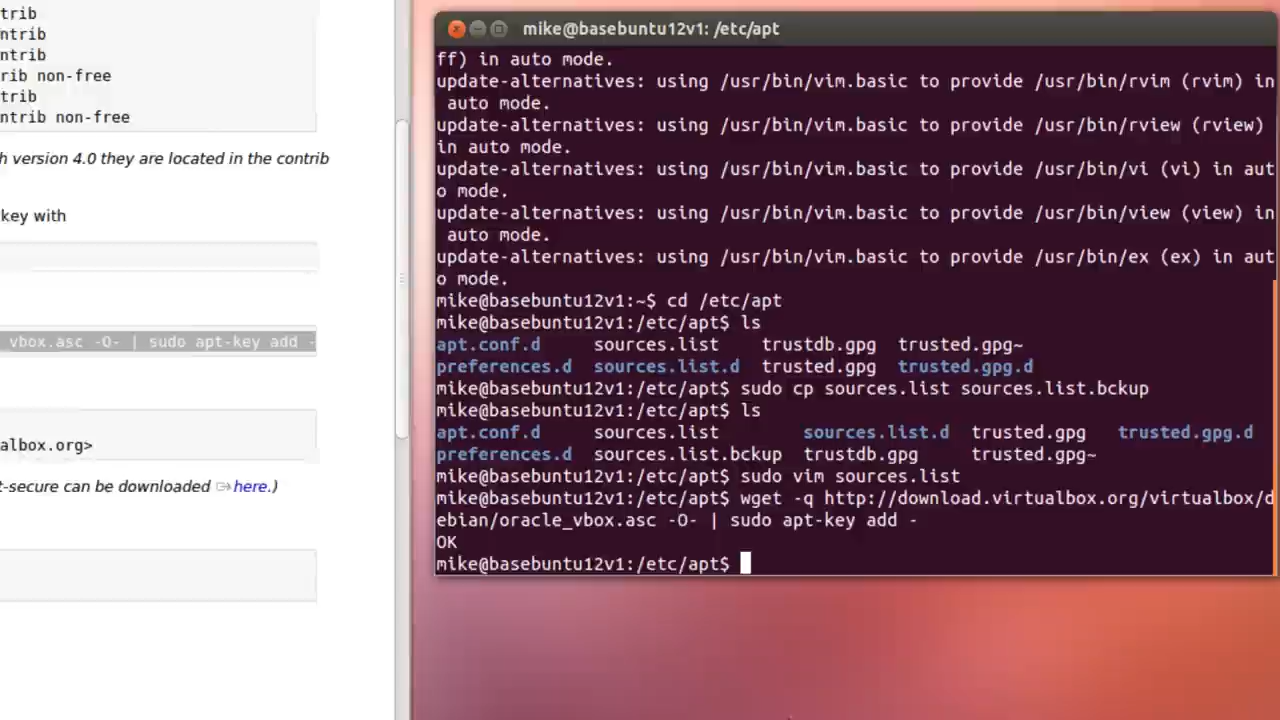 trib
ntrib
ntrib
rib non-free
trib
ntrib non-free
h version 4.0 they are located in the contrib
key with
vbox.asc -O- | sudo apt-key add -
albox.org>
t-secure can be downloaded here.)
mike@basebuntu12v1: /etc/apt
ff) in auto mode.
update-alternatives: using /usr/bin/vim.basic to provide /usr/bin/rvim (rvim) in
 auto mode.
update-alternatives: using /usr/bin/vim.basic to provide /usr/bin/rview (rview)
in auto mode.
update-alternatives: using /usr/bin/vim.basic to provide /usr/bin/vi (vi) in aut
o mode.
update-alternatives: using /usr/bin/vim.basic to provide /usr/bin/view (view) in
 auto mode.
update-alternatives: using /usr/bin/vim.basic to provide /usr/bin/ex (ex) in aut
o mode.
mike@basebuntu12v1:~$ cd /etc/apt
mike@basebuntu12v1:/etc/apt$ ls
apt.conf.d sources.list trustdb.gpg trusted.gpg~
preferences.d sources.list.d trusted.gpg trusted.gpg.d
mike@basebuntu12v1:/etc/apt$ sudo cp sources.list sources.list.bckup
mike@basebuntu12v1:/etc/apt$ ls
apt.conf.d sources.list sources.list.d trusted.gpg trusted.gpg.d
preferences.d sources.list.bckup trustdb.gpg trusted.gpg~
mike@basebuntu12v1:/etc/apt$ sudo vim sources.list
mike@basebuntu12v1:/etc/apt$ wget -q http://download.virtualbox.org/virtualbox/d
ebian/oracle_vbox.asc -O- | sudo apt-key add -
OK
mike@basebuntu12v1:/etc/apt$